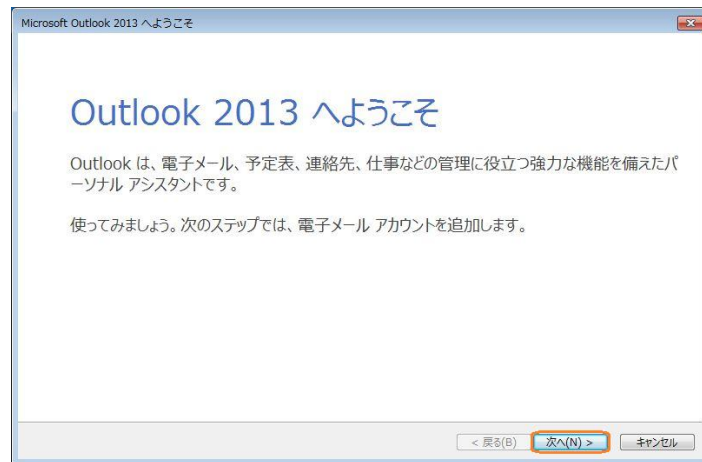 Microsoft Outlook 2013 へようこそ
Outlook 2013 へようこそ
Outlook は、電子メール、予定表、連絡先、仕事などの管理に役立つ強力な機能を備えたパ
ーソナル アシスタントです。
使ってみましょう。次のステップでは、電子メール アカウントを追加します。
< 戻る(B) 次へ(N) > キャンセル